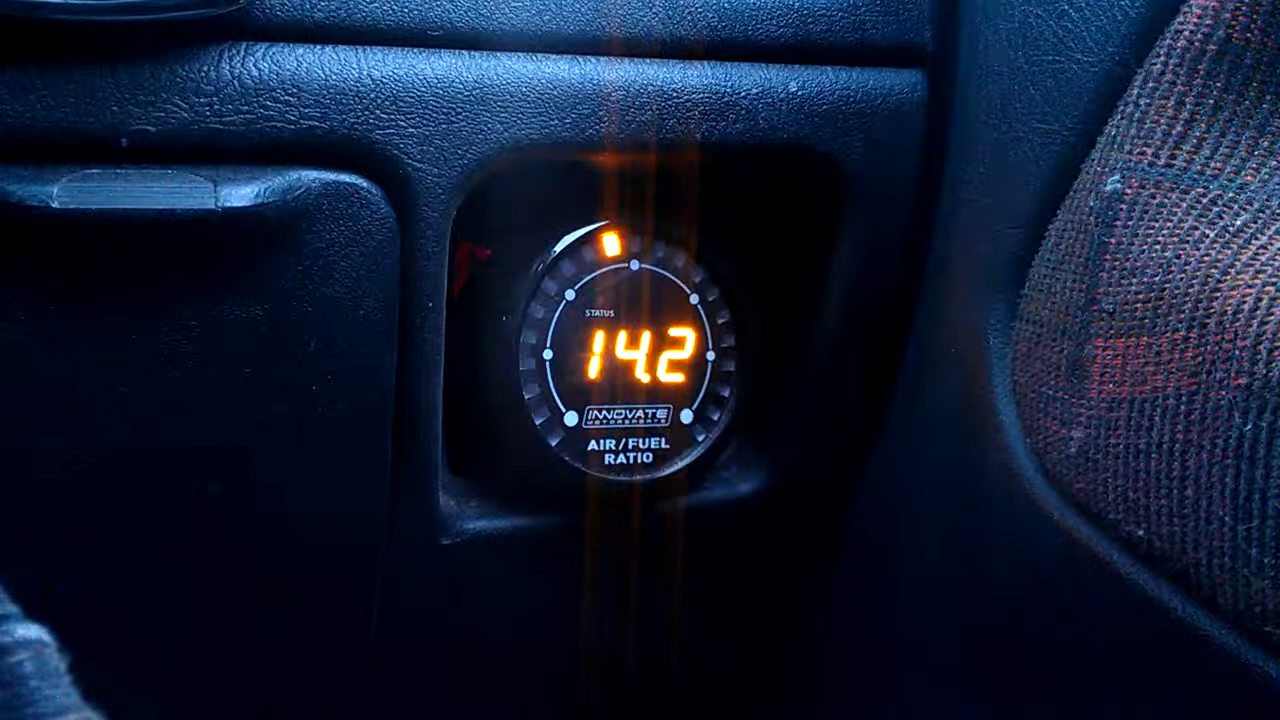 STATUS
14.2
INNOVATE
MOTORSPORTS
AIR/FUEL
RATIO